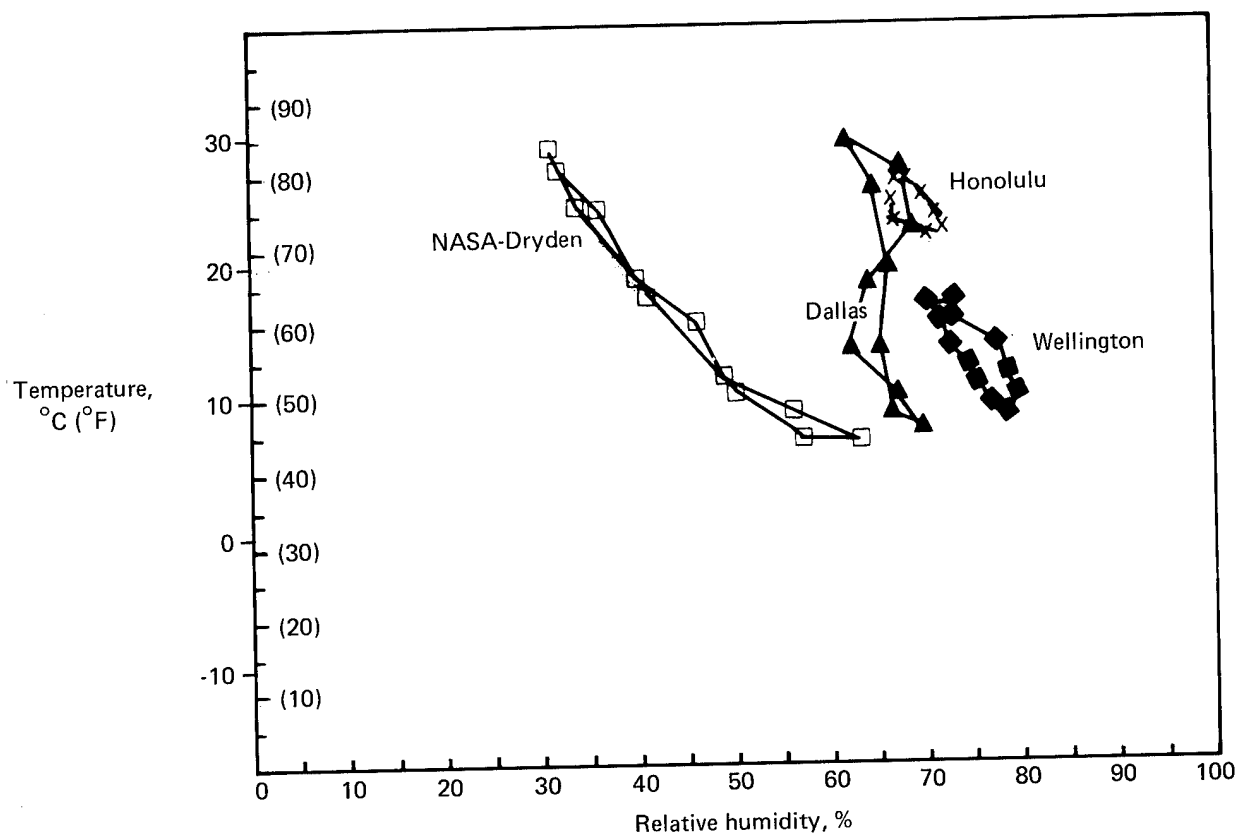 (90)
30
(80)
Honolulu
NASA-Dryden
(70)
20
Dallas
(60)
Wellington
Temperature,
°C (°F)
10
(50)
(40)
0
(30)
(20)
-10
(10)
0 10 20 30 40 50 60 70 80 90 100
Relative humidity, %